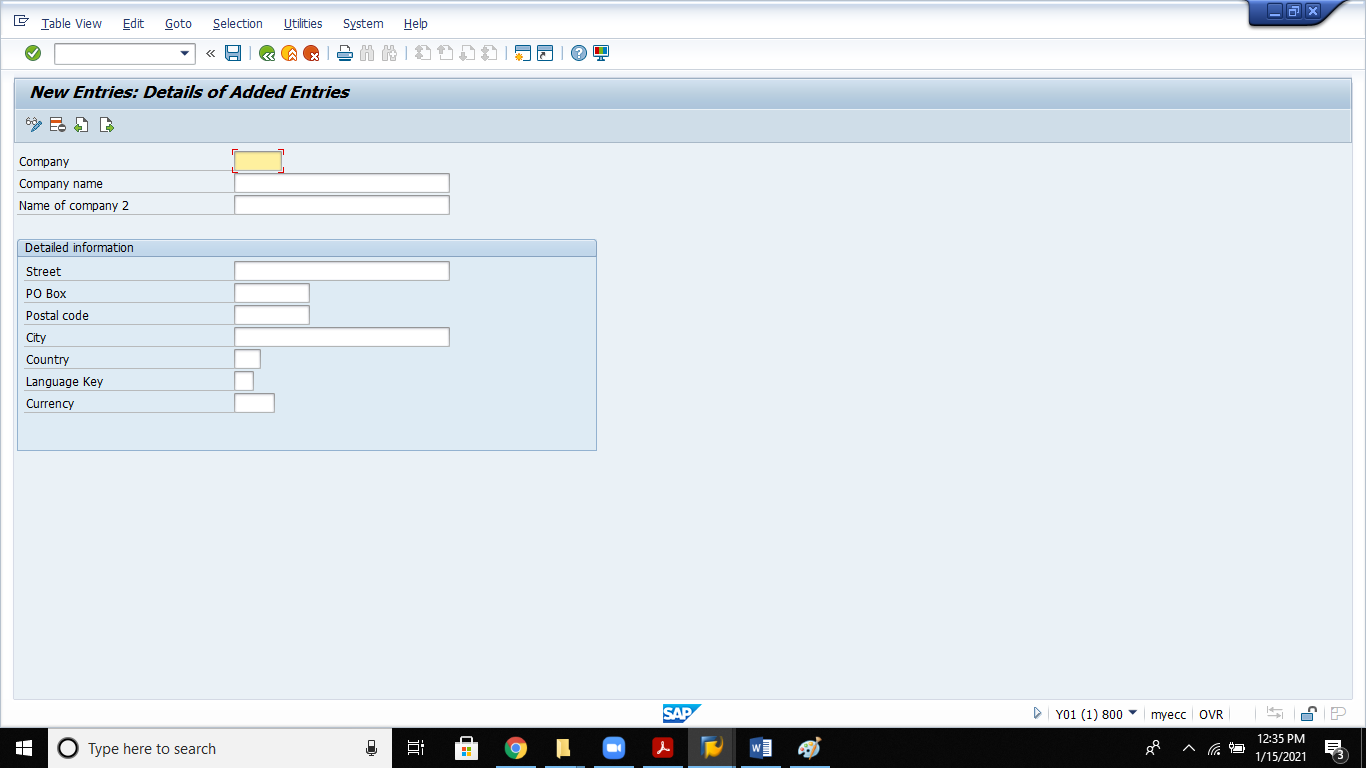 Table View Edit Goto Selection Utilities System Help
New Entries: Details of Added Entries
Company
Company name
Name of company 2
Detailed information
Street
PO Box
Postal code
City
Country
Language Key
Currency
SAP
Y01 (1) 800 myecc OVR
Type here to search
12:35 PM
1/15/2021
3